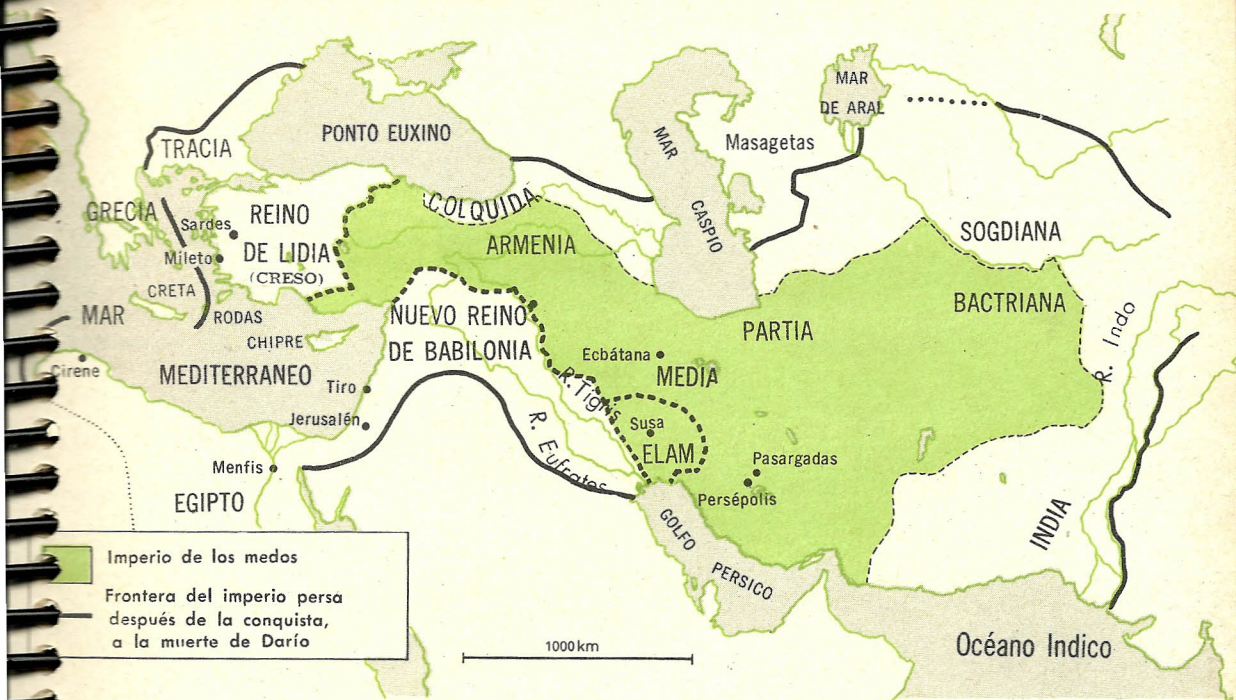 MAR
DE ARAL
PONTO EUXINO
TRACIA
Masagetas
MAR
CASPIO
COLQUIDA
GRECIA
Sardes
REINO
DE LIDIA
(CRESO)
Mileto
ARMENIA
SOGDIANA
CRETA
RODAS
BACTRIANA
MAR
MEDITERRANEO
CHIPRE
NUEVO REINO
DE BABILONIA
PARTIA
R. Indo
Cirene
Ecbátana
MEDIA
Tiro
R. Tigris
Jerusalén
Susa
ELAM
R. Eufrates
Menfis
Pasargadas
Persépolis
EGIPTO
GOLFO
PERSICO
INDIA
Imperio de los medos
Frontera del imperio persa
después de la conquista,
a la muerte de Darío
1000 km
Océano Indico